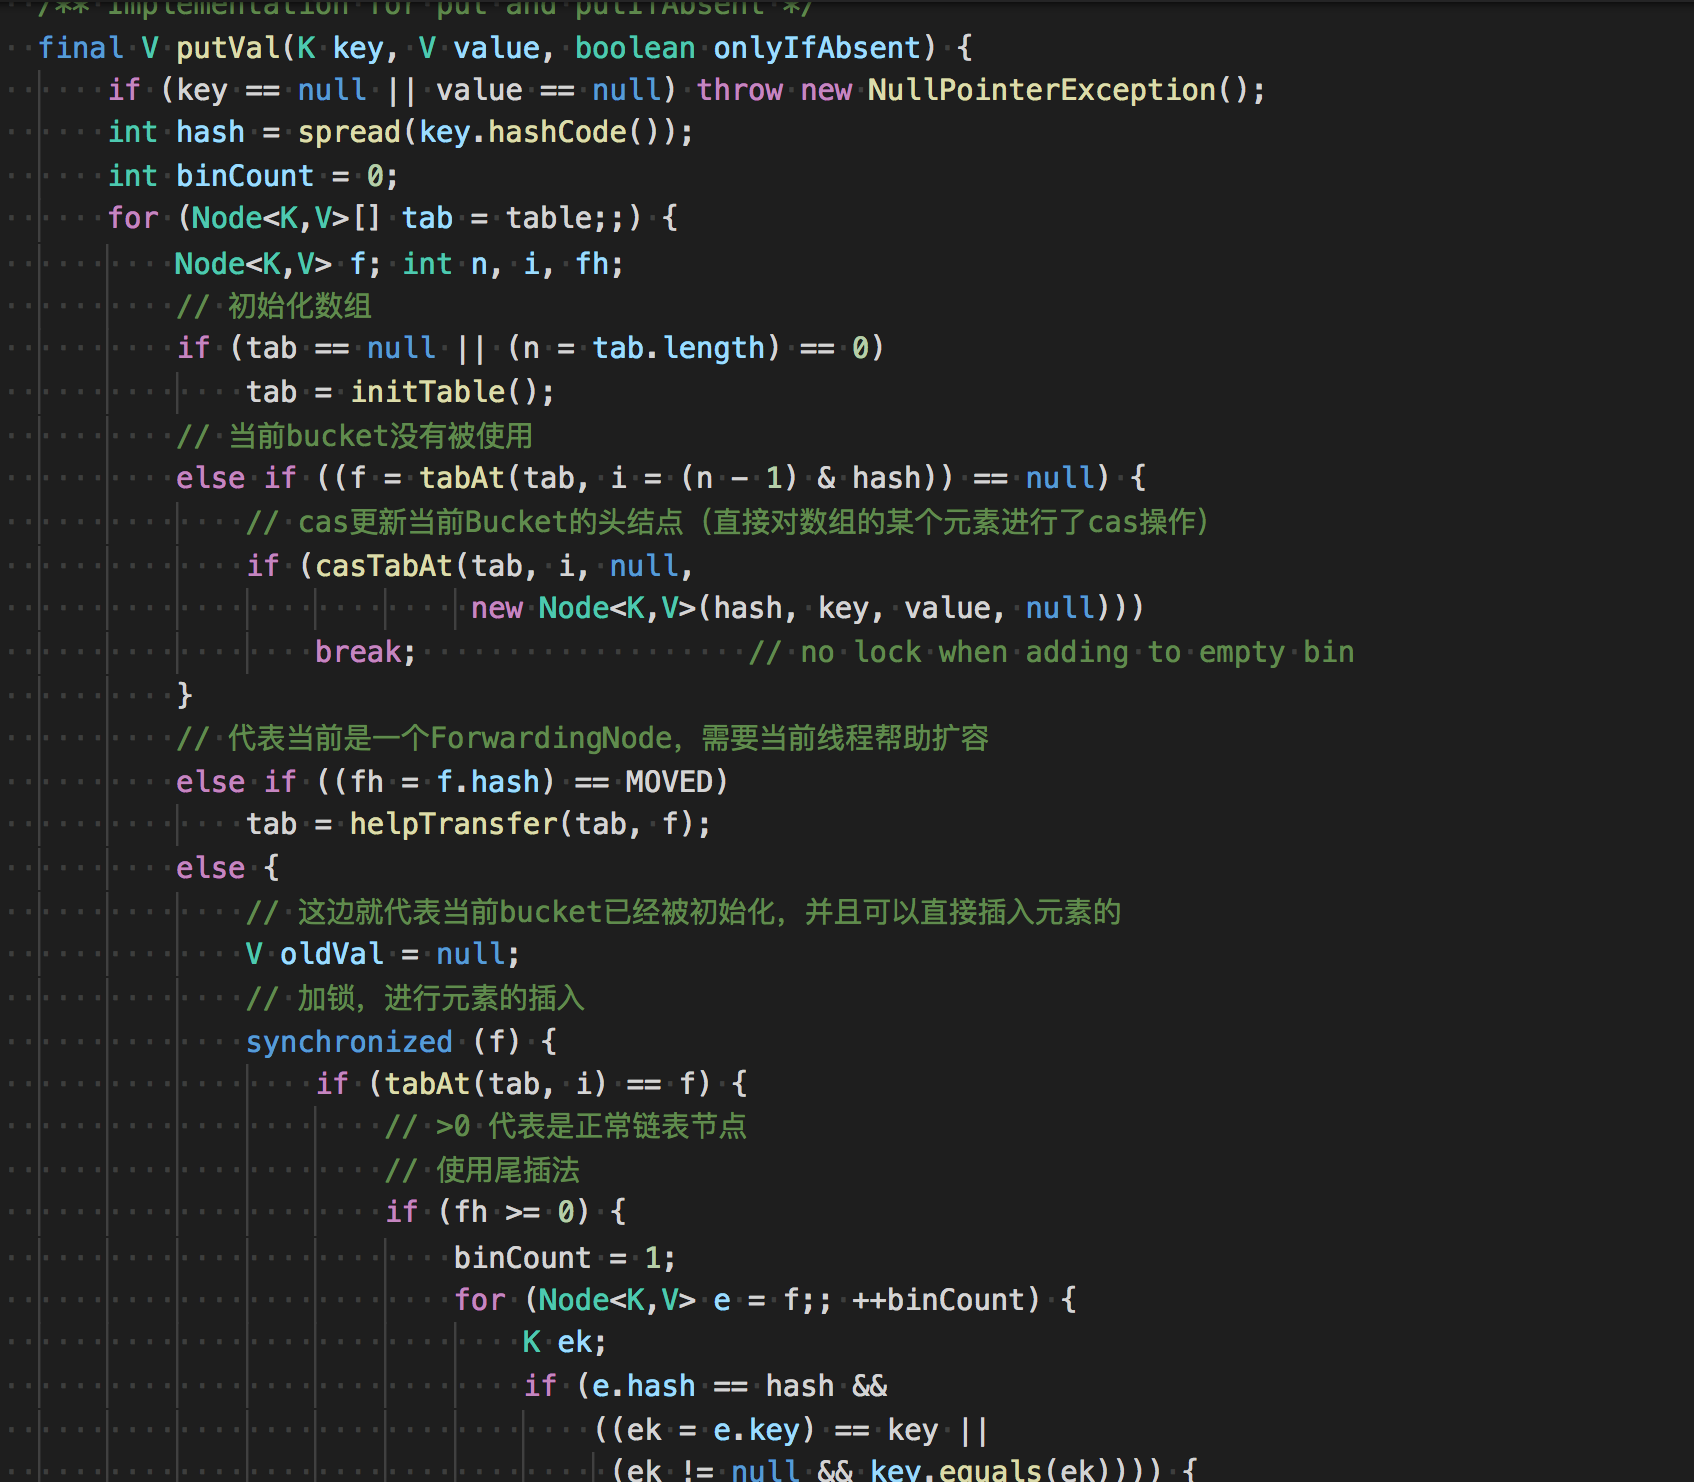 /** Implementation for put and putIfAbsent */
final V putVal(K key, V value, boolean onlyIfAbsent) {
if (key == null || value == null) throw new NullPointerException();
int hash = spread(key.hashCode());
int binCount = 0;
for (Node<K,V>[] tab = table;;) {
Node<K,V> f; int n, i, fh;
// 初始化数组
if (tab == null || (n = tab.length) == 0)
tab = initTable();
// 当前bucket没有被使用
else if ((f = tabAt(tab, i = (n - 1) & hash)) == null) {
// cas更新当前Bucket的头结点（直接对数组的某个元素进行了cas操作）
if (casTabAt(tab, i, null,
new Node<K,V>(hash, key, value, null)))
break; // no lock when adding to empty bin
}
// 代表当前是一个ForwardingNode，需要当前线程帮助扩容
else if ((fh = f.hash) == MOVED)
tab = helpTransfer(tab, f);
else {
// 这边就代表当前bucket已经被初始化，并且可以直接插入元素的
V oldVal = null;
// 加锁，进行元素的插入
synchronized (f) {
if (tabAt(tab, i) == f) {
// >0 代表是正常链表节点
// 使用尾插法
if (fh >= 0) {
binCount = 1;
for (Node<K,V> e = f;; ++binCount) {
K ek;
if (e.hash == hash &&
((ek = e.key) == key ||
(ek != null && key.equals(ek)))) {